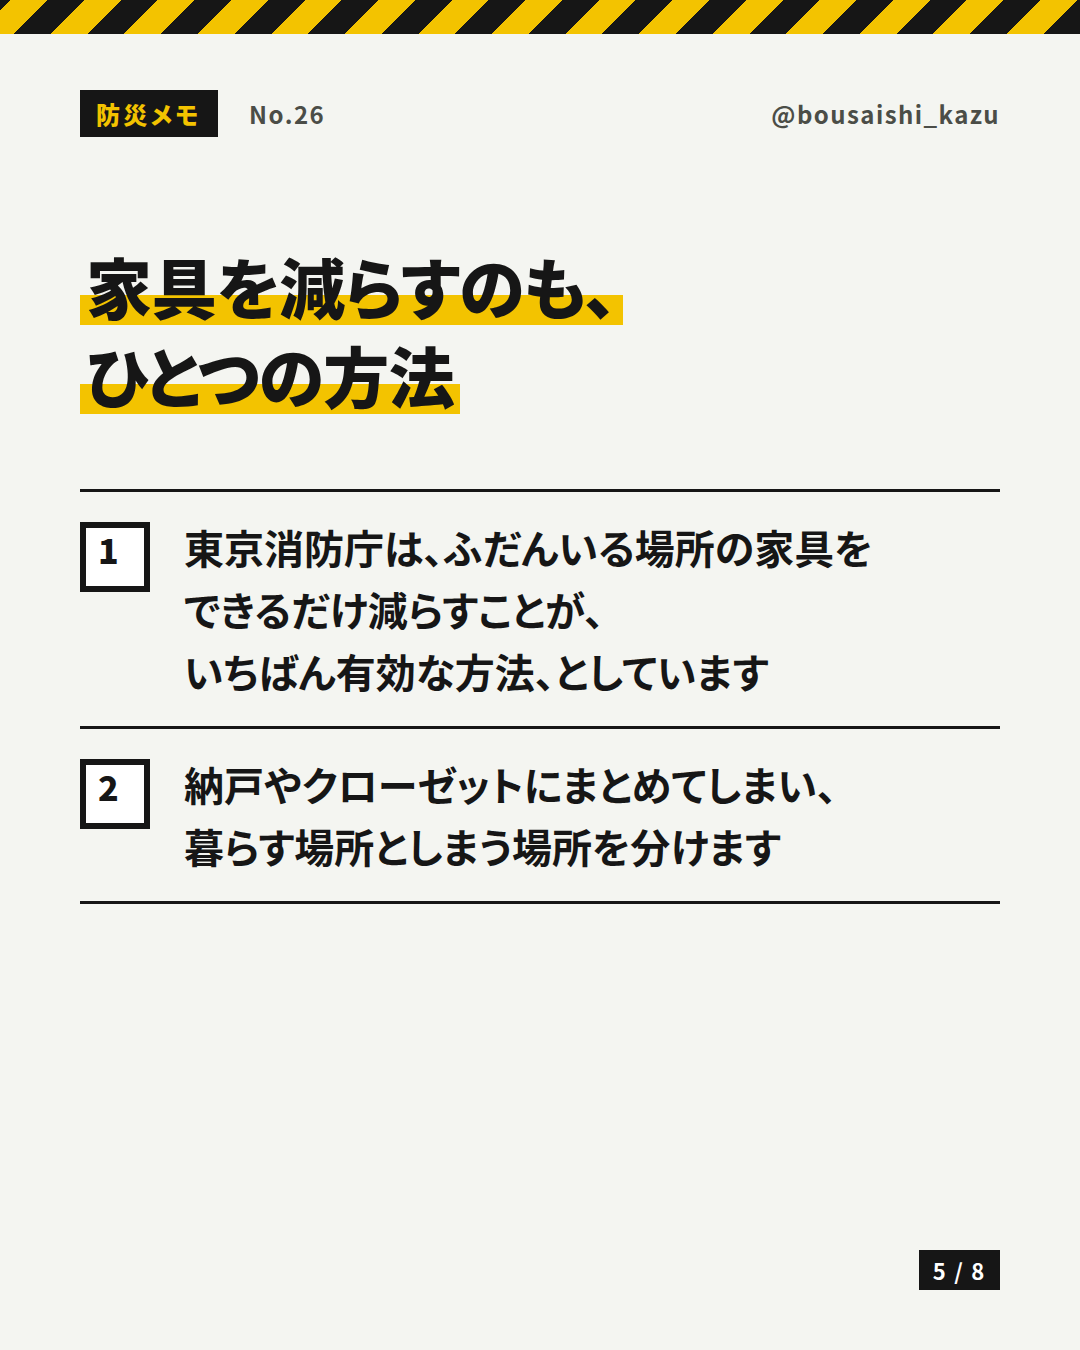 防災メモ No.26 @bousaishi_kazu
家具を減らすのも、
ひとつの方法
1 東京消防庁は、ふだんいる場所の家具を
できるだけ減らすことが、
いちばん有効な方法、としています
2 納戸やクローゼットにまとめてしまい、
暮らす場所としまう場所を分けます
5 / 8